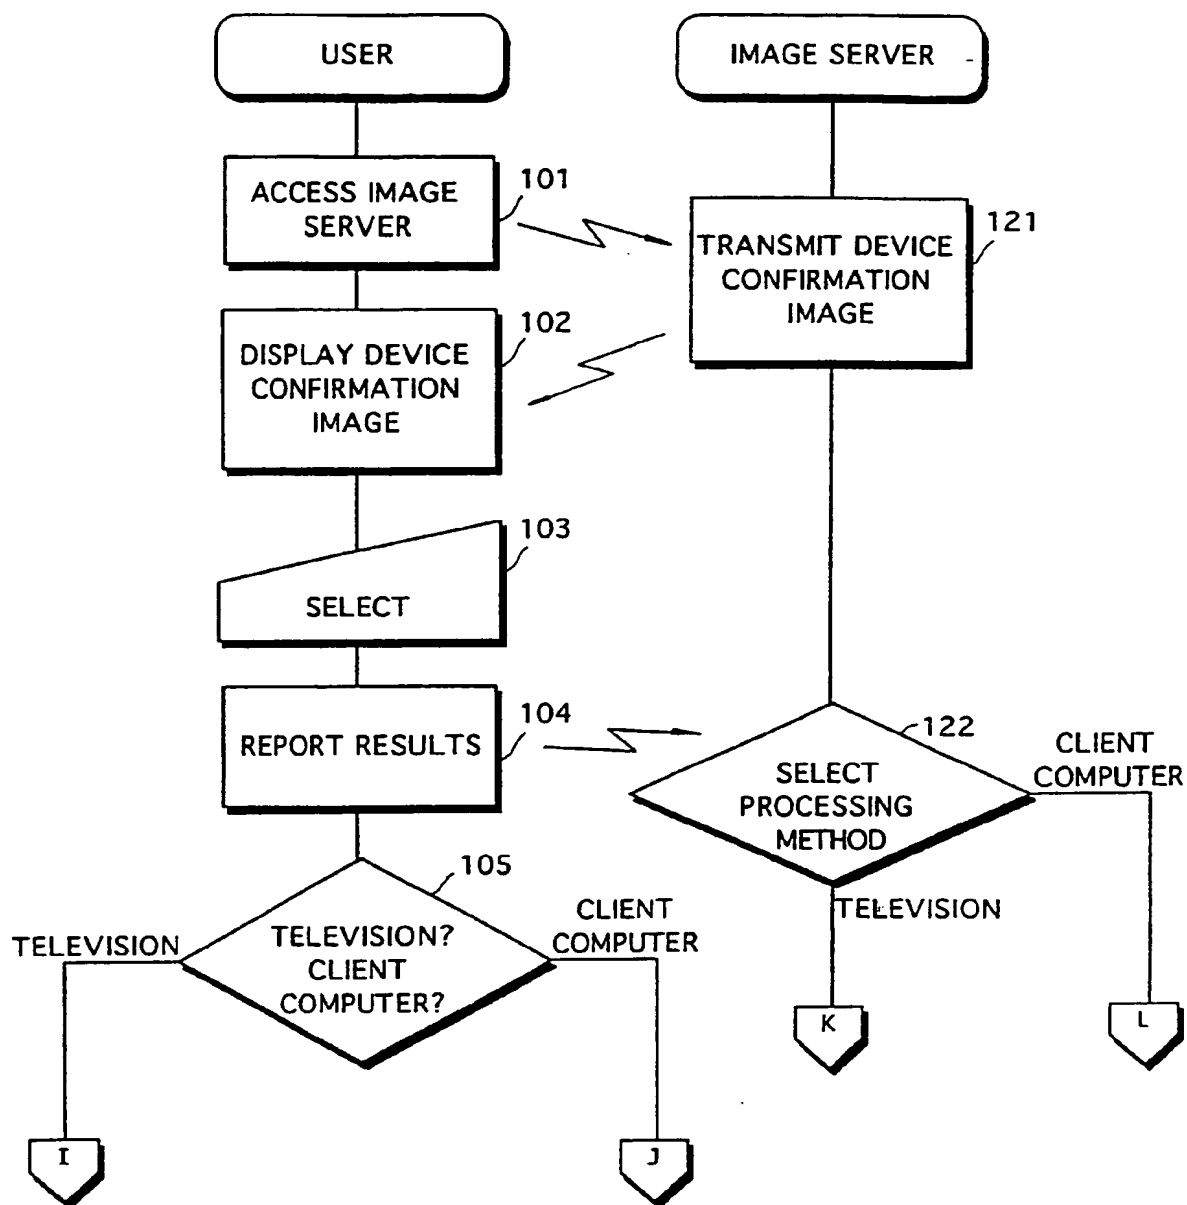 USER
IMAGE SERVER
101
ACCESS IMAGE
SERVER
121
TRANSMIT DEVICE
CONFIRMATION
IMAGE
102
DISPLAY DEVICE
CONFIRMATION
IMAGE
103
SELECT
104
REPORT RESULTS
122
SELECT
PROCESSING
METHOD
CLIENT
COMPUTER
TELEVISION
105
TELEVISION?
CLIENT
COMPUTER?
TELEVISION
CLIENT
COMPUTER
K
L
I
J